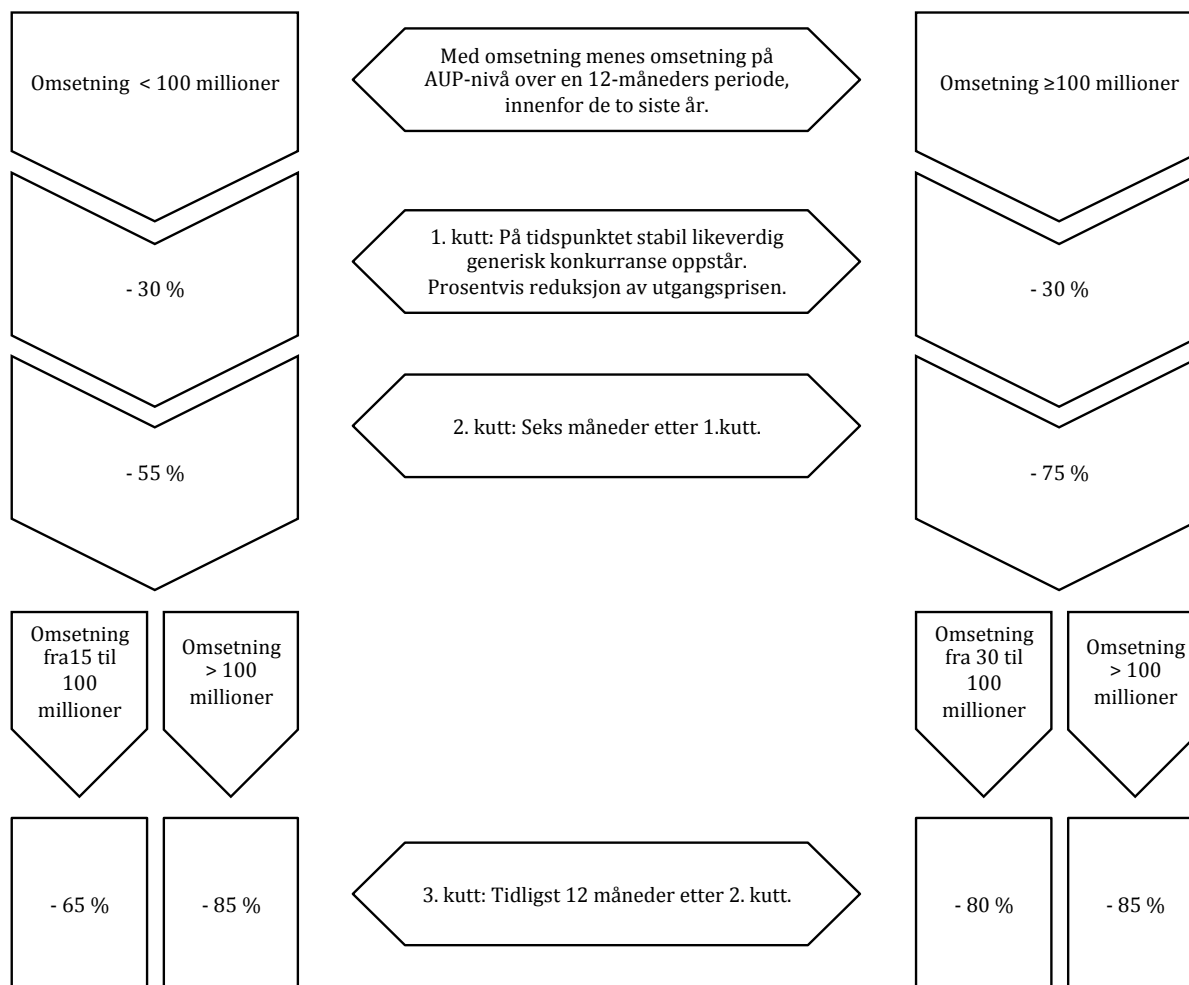 Omsetning < 100 millioner
Med omsetning menes omsetning på
AUP-nivå over en 12-måneders periode,
innenfor de to siste år.
Omsetning ≥100 millioner
- 30 %
1. kutt: På tidspunktet stabil likeverdig
generisk konkurranse oppstår.
Prosentvis reduksjon av utgangsprisen.
- 30 %
- 55 %
2. kutt: Seks måneder etter 1.kutt.
- 75 %
Omsetning
fra15 til
100
millioner
Omsetning
> 100
millioner
Omsetning
fra 30 til
100
millioner
Omsetning
> 100
millioner
- 65 %
- 85 %
3. kutt: Tidligst 12 måneder etter 2. kutt.
- 80 %
- 85 %